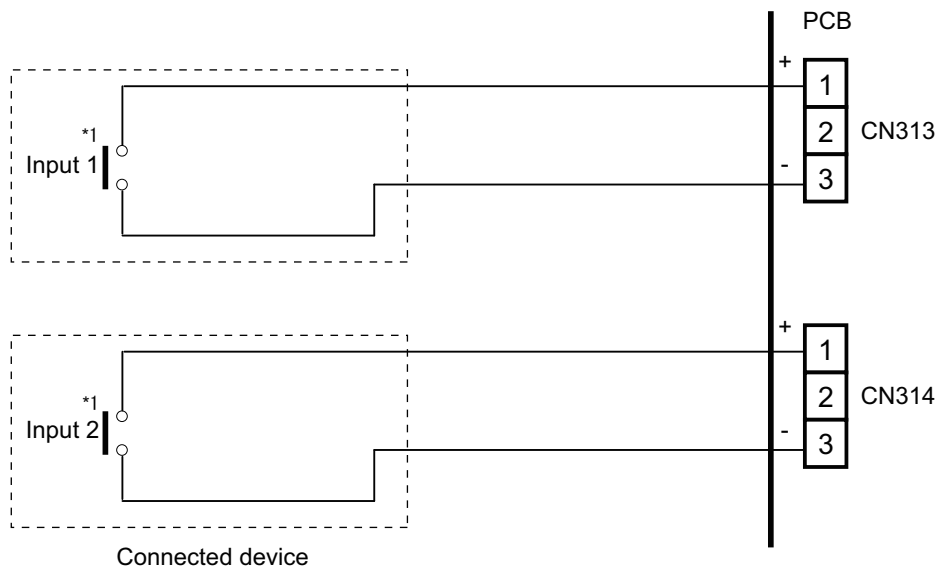 PCB
+
1
*1
2
CN313
Input 1
-
3
+
1
*1
2
CN314
Input 2
-
3
Connected device